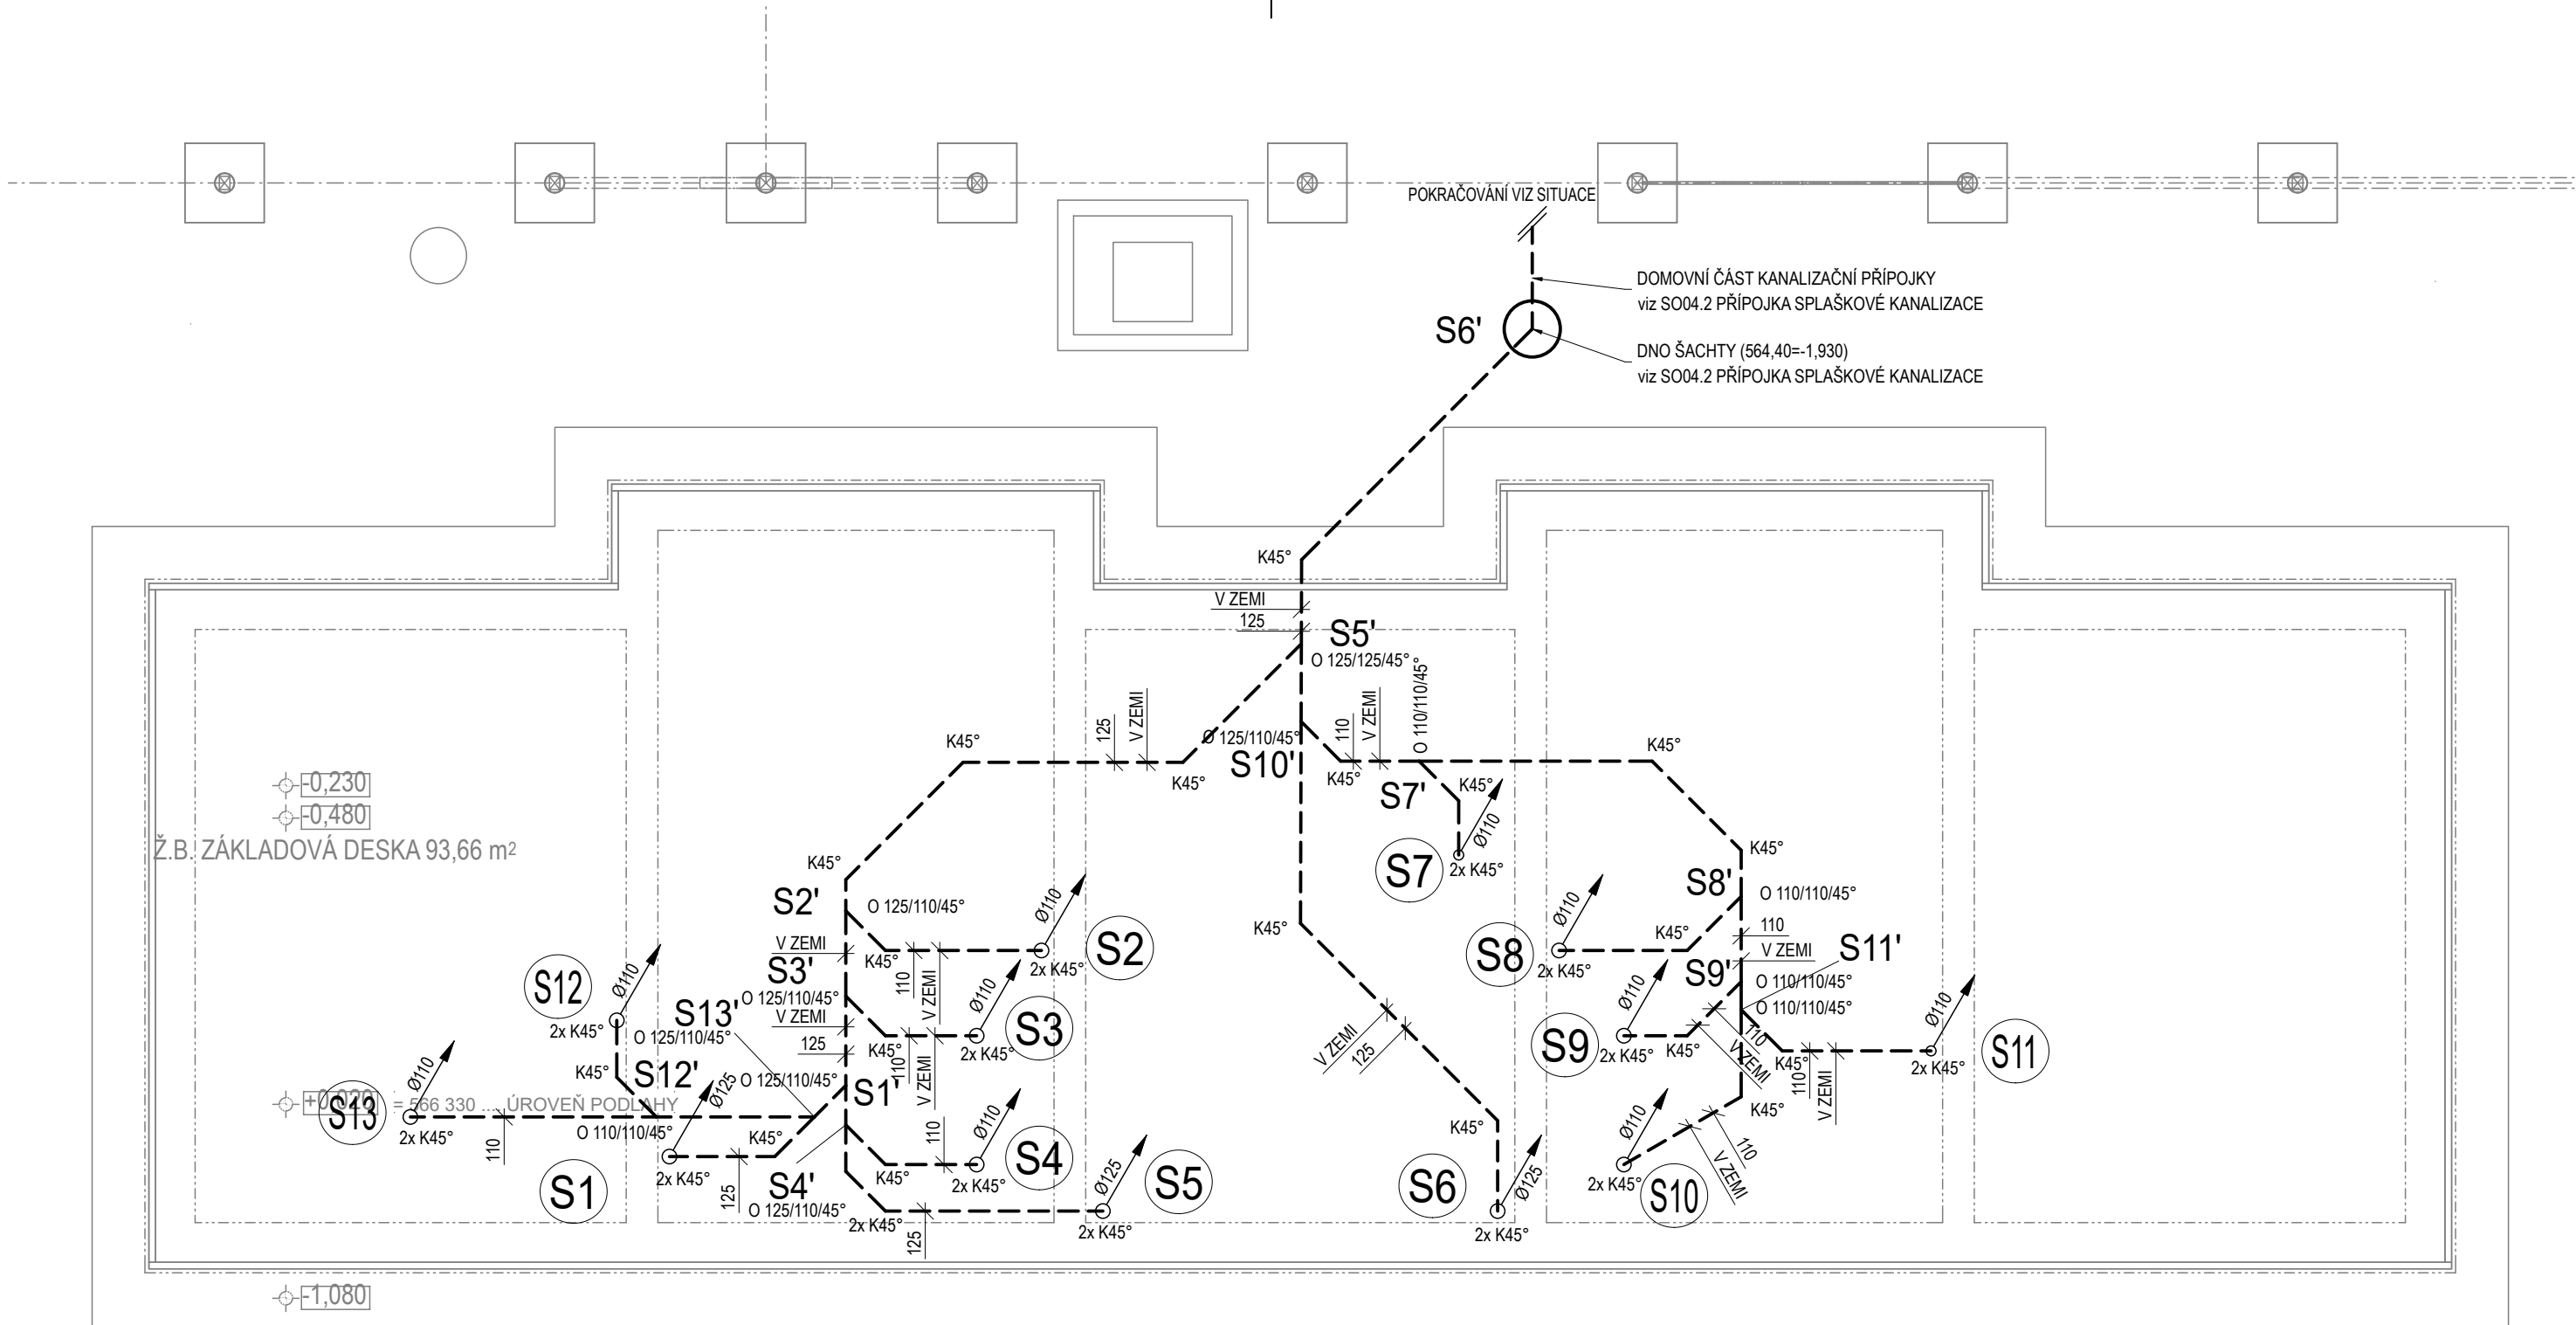 POKRAČOVÁNÍ VIZ SITUACE
DOMOVNÍ ČÁST KANALIZAČNÍ PŘÍPOJKY
viz SO04.2 PŘÍPOJKA SPLAŠKOVÉ KANALIZACE
S6'
DNO ŠACHTY (564,40=-1,930)
viz SO04.2 PŘÍPOJKA SPLAŠKOVÉ KANALIZACE
K45°
V ZEMI
125
S5'
O 125/125/45°
O 110/110/45°
125
V ZEMI
110
V ZEMI
O 125/110/45°
S10'
K45°
K45°
K45°
K45°
K45°
S7'
Ø110
S7
2x K45°
-0,230
-0,480
Ž.B. ZÁKLADOVÁ DESKA 93,66 m2
K45°
S2'
O 125/110/45°
Ø110
S2
2x K45°
V ZEMI
K45°
110
V ZEMI
S3'
O 125/110/45°
V ZEMI
125
Ø110
S3
2x K45°
K45°
110
V ZEMI
S12
Ø110
2x K45°
S13'
O 125/110/45°
K45°
S12'
O 125/110/45°
S1'
+0,020
= 566 330 ... ÚROVEŇ PODLAHY
S13
Ø110
2x K45°
110
O 110/110/45°
Ø125
S1
2x K45°
K45°
125
S4'
O 125/110/45°
K45°
110
Ø110
S4
2x K45°
2x K45°
125
Ø125
S5
2x K45°
K45°
V ZEMI
125
K45°
S6
Ø125
2x K45°
K45°
S8'
O 110/110/45°
Ø110
S8
2x K45°
K45°
110
V ZEMI
S11'
S9'
O 110/110/45°
O 110/110/45°
Ø110
S9
2x K45°
K45°
110
V ZEMI
K45°
110
V ZEMI
Ø110
S11
2x K45°
K45°
Ø110
S10
2x K45°
110
V ZEMI
-1,080